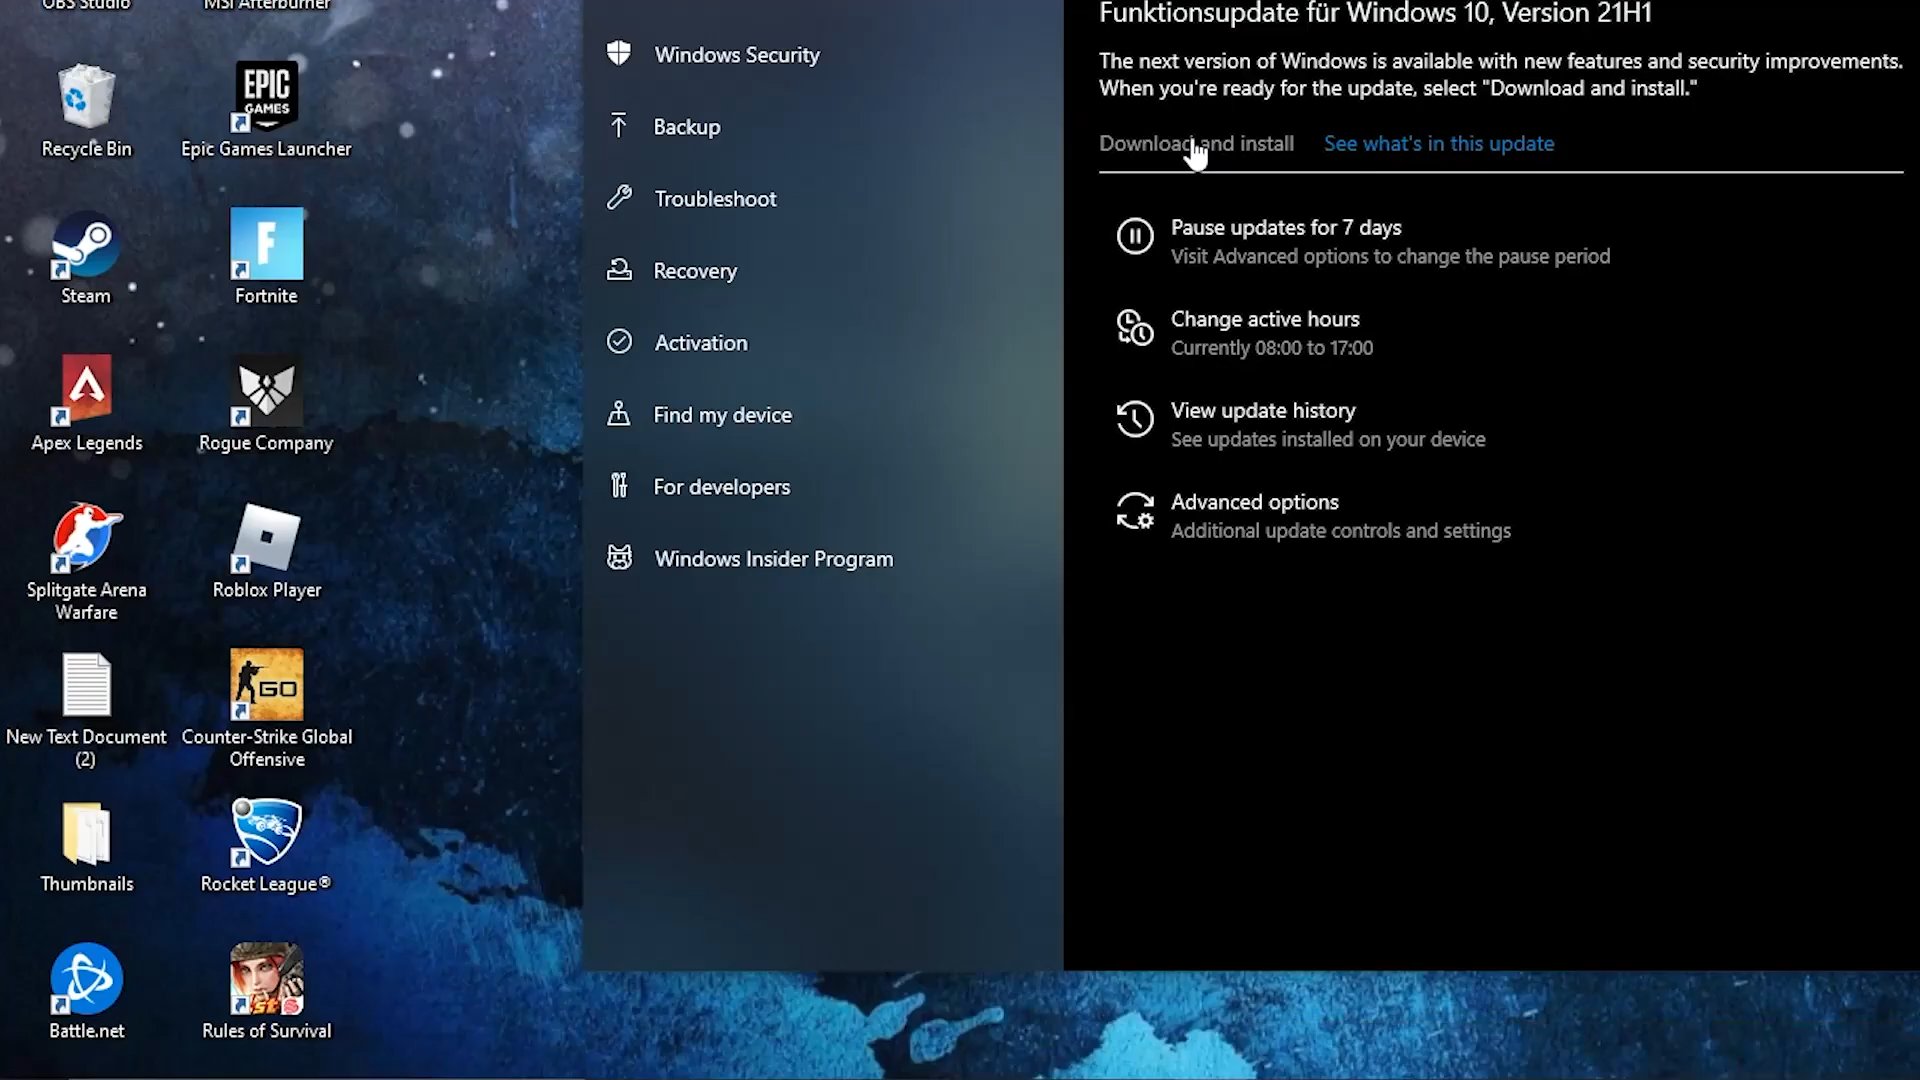 OBS Studio
MSI Afterburner
Recycle Bin
EPIC
GAMES
Epic Games Launcher
Steam
F
Fortnite
Apex Legends
Rogue Company
Splitgate Arena
Warfare
Roblox Player
New Text Document
(2)
GO
Counter-Strike Global
Offensive
Thumbnails
Rocket League®
Battle.net
Rules of Survival
Windows Security
Backup
Troubleshoot
Recovery
Activation
Find my device
For developers
Windows Insider Program
Funktionsupdate für Windows 10, Version 21H1
The next version of Windows is available with new features and security improvements.
When you're ready for the update, select "Download and install."
Download and install
See what's in this update
Pause updates for 7 days
Visit Advanced options to change the pause period
Change active hours
Currently 08:00 to 17:00
View update history
See updates installed on your device
Advanced options
Additional update controls and settings